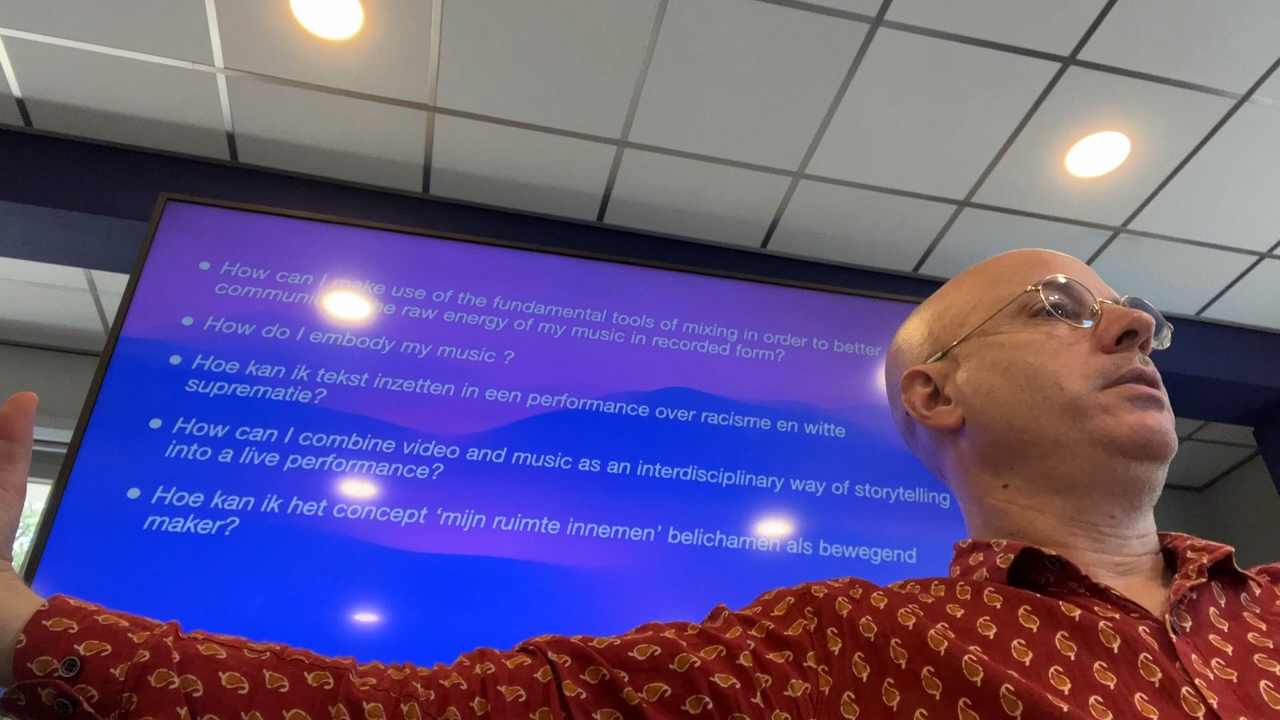 • How can I make use of the fundamental tools of mixing in order to better
communic e raw energy of my music in recorded form?
• How do I embody my music ?
• Hoe kan ik tekst inzetten in een performance over racisme en witte
suprematie?
• How can I combine video and music as an interdisciplinary way of storytelling
into a live performance?
• Hoe kan ik het concept ‘mijn ruimte innemen’ belichamen als bewegend
maker?